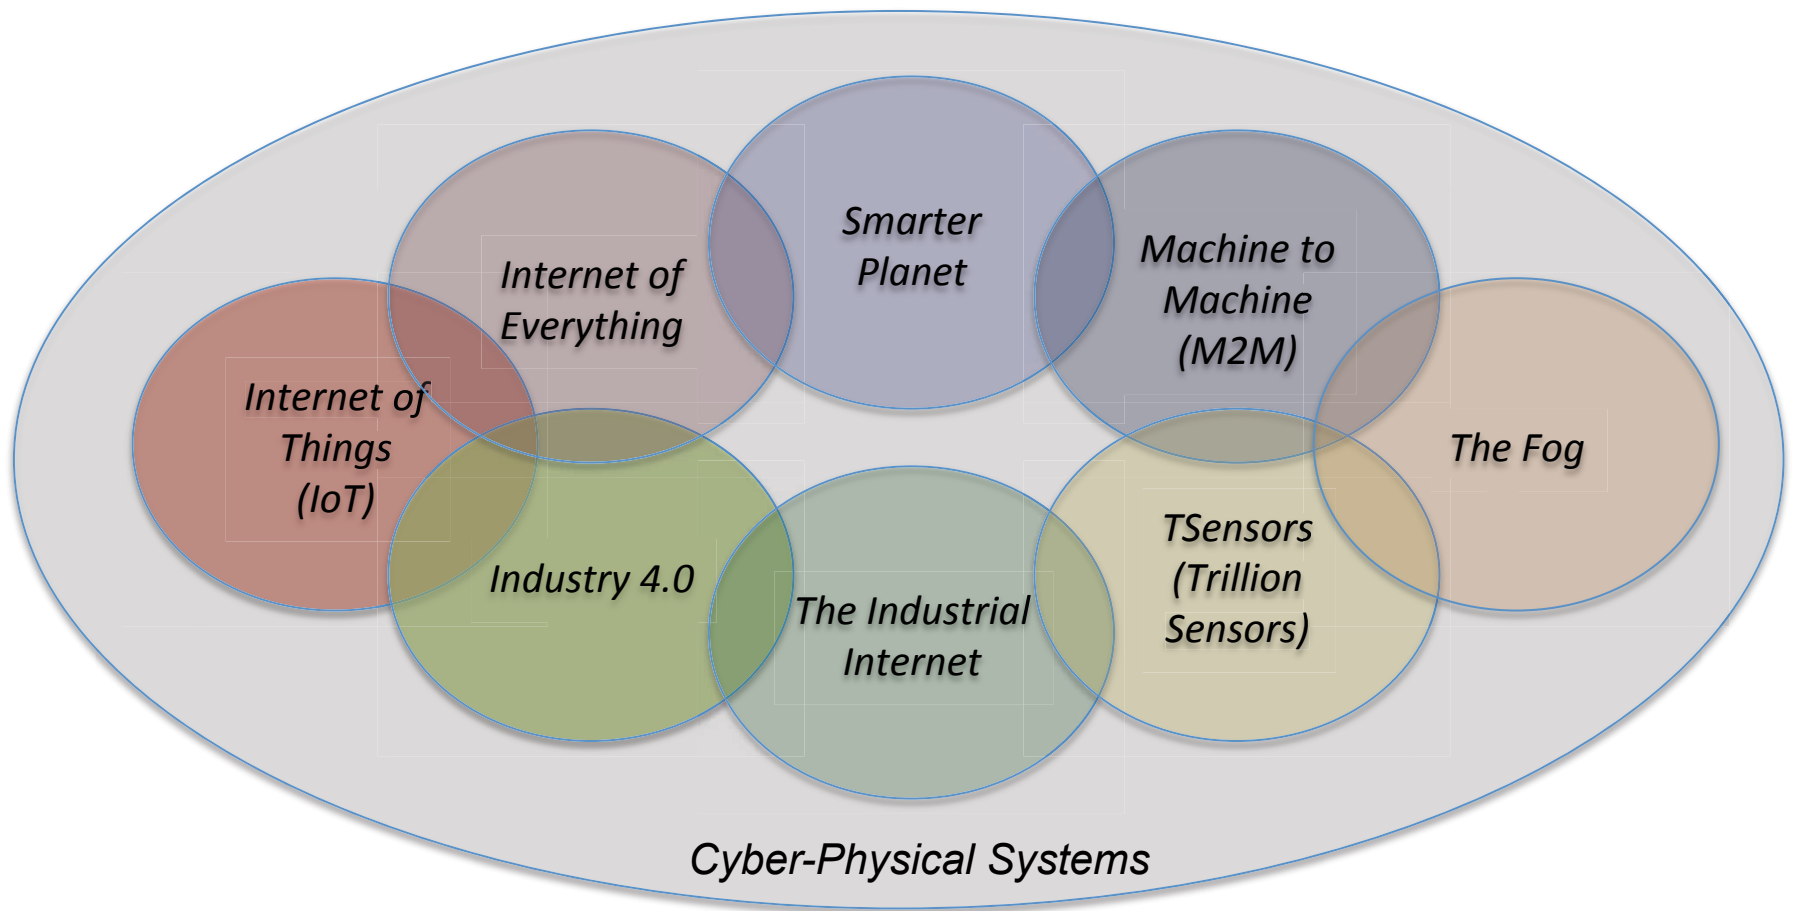 Smarter
Planet
Internet of
Everything
Machine to
Machine
(M2M)
Internet of
Things
(IoT)
The Fog
Industry 4.0
The Industrial
Internet
TSensors
(Trillion
Sensors)
Cyber-Physical Systems